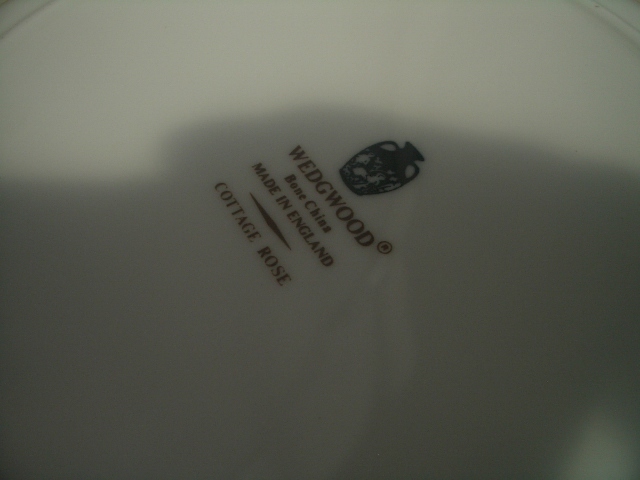 WEDGWOOD®
Bone China
MADE IN ENGLAND
COTTAGE ROSE